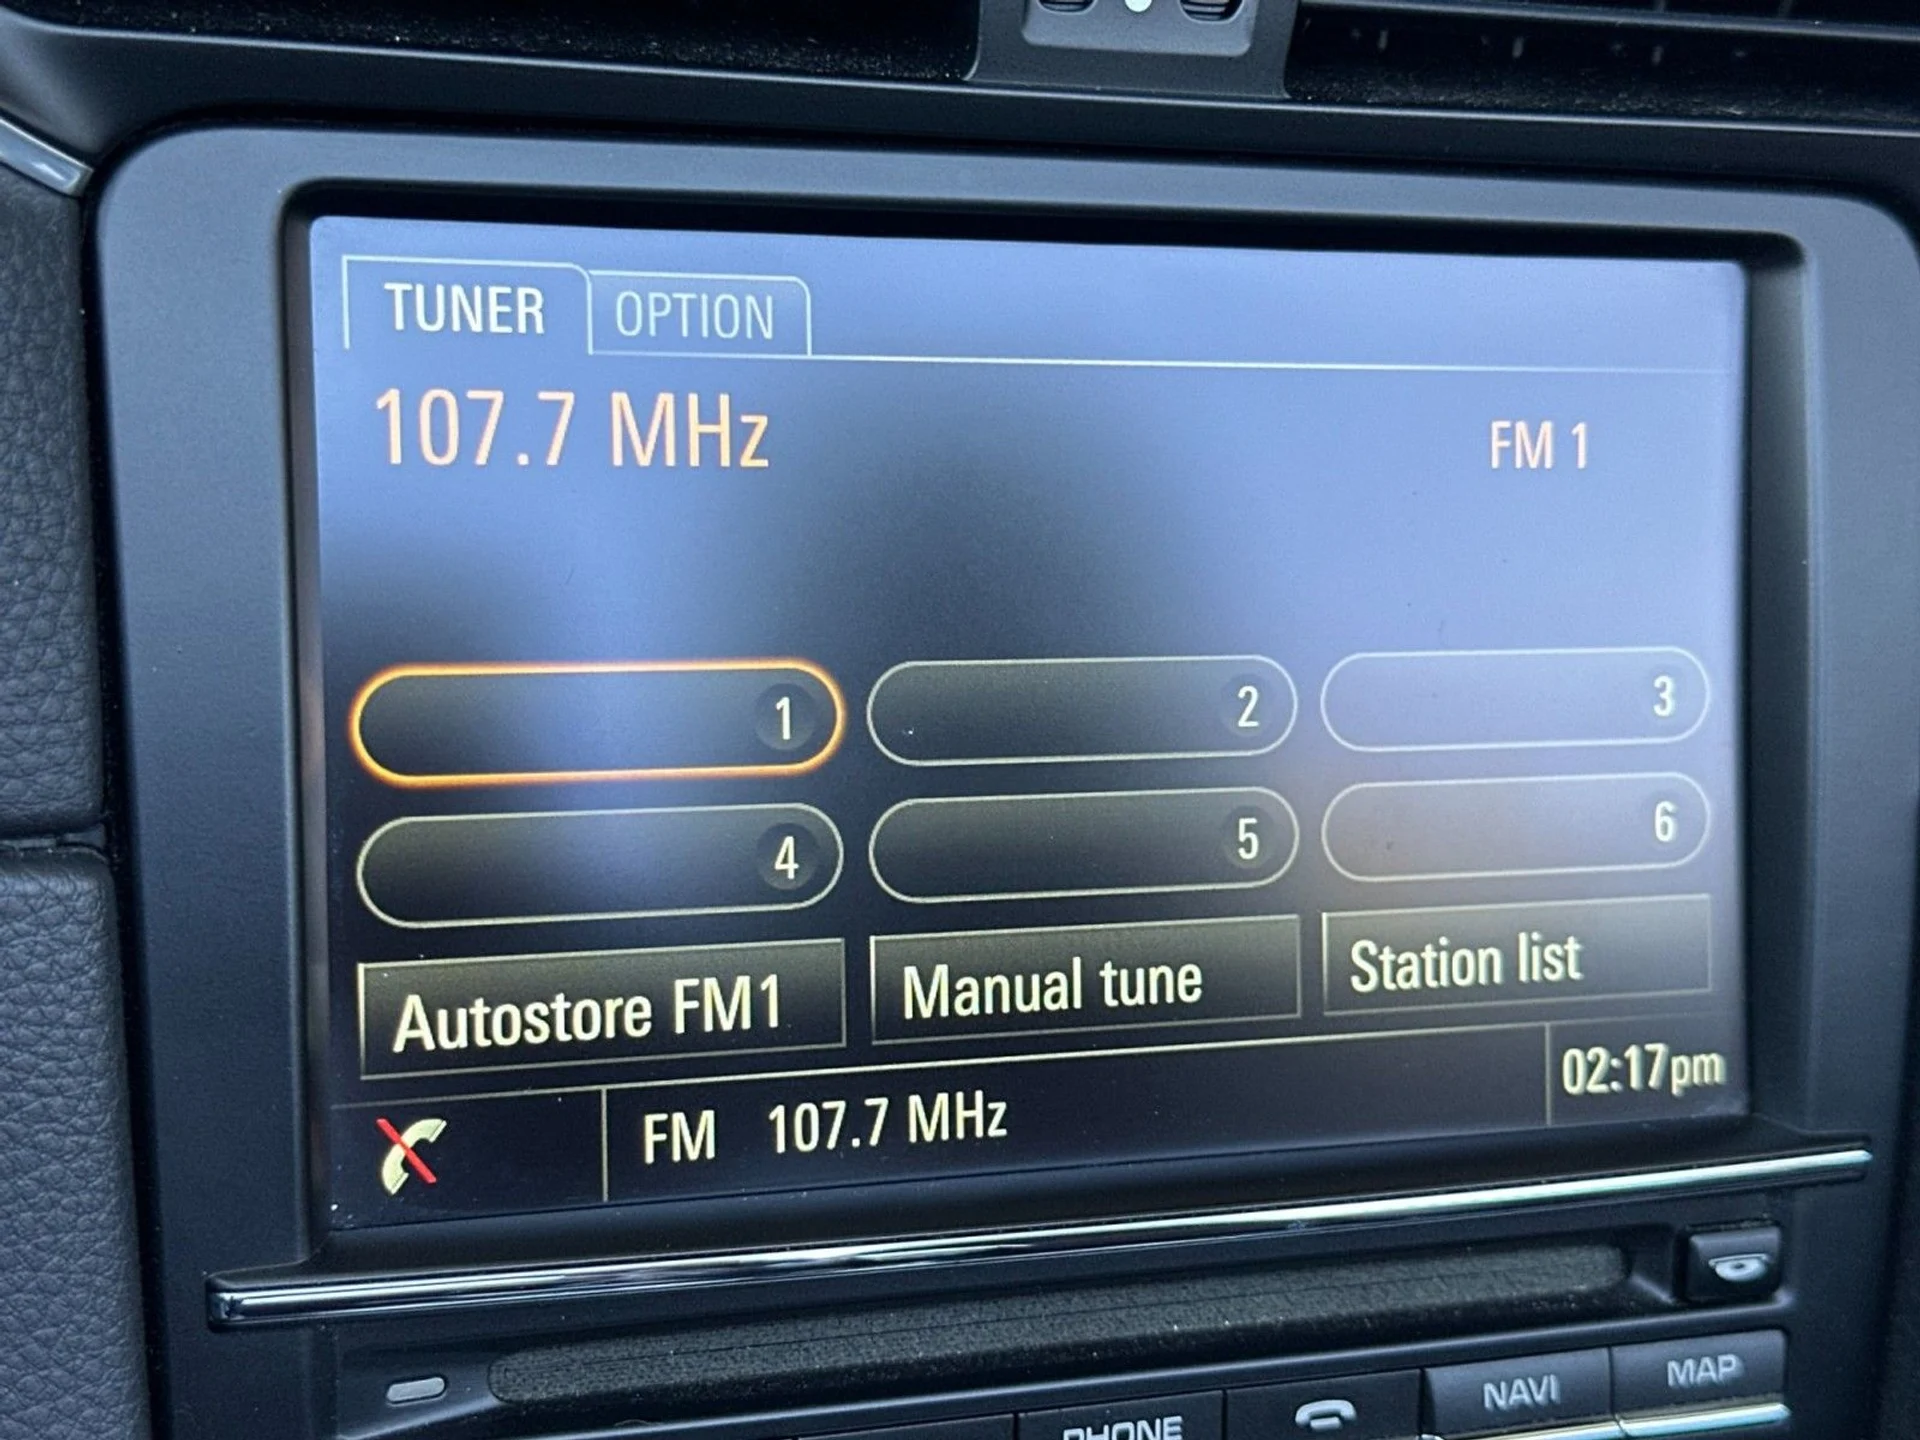 TUNER OPTION
107.7 MHz FM 1
1 2 3
4 5 6
Autostore FM1 Manual tune Station list
FM 107.7 MHz 02:17pm
PHONE NAVI MAP